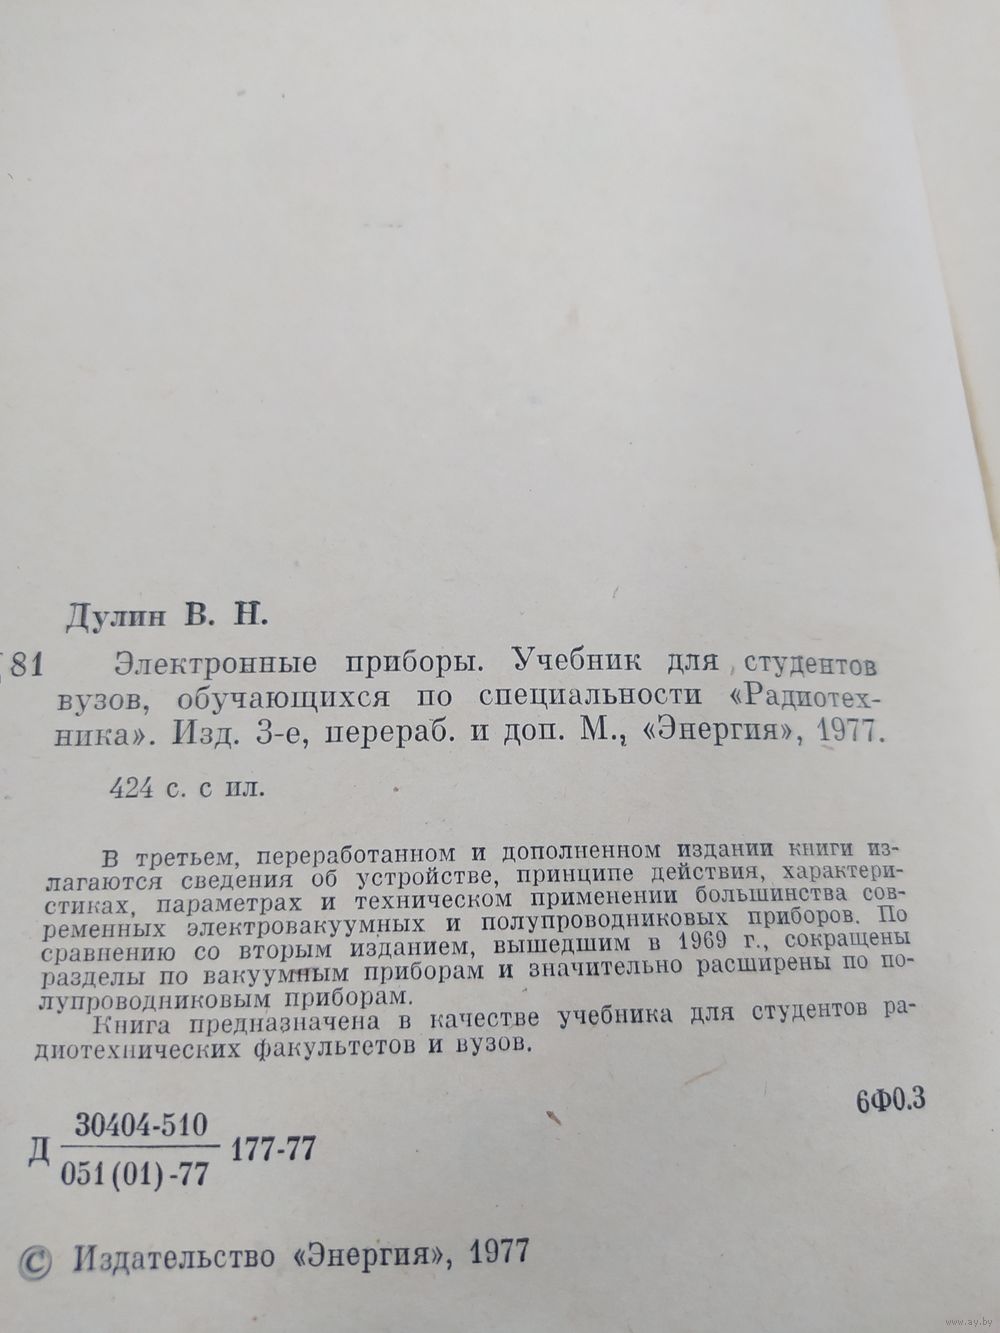 Дулин В. Н.
81 Электронные приборы. Учебник для студентов
вузов, обучающихся по специальности «Радиотех-
ника». Изд. 3-е, перераб. и доп. М., «Энергия», 1977.
424 с. с ил.
В третьем, переработанном и дополненном издании книги из-
лагаются сведения об устройстве, принципе действия, характери-
стиках, параметрах и техническом применении большинства сов-
ременных электровакуумных и полупроводниковых приборов. По
сравнению со вторым изданием, вышедшим в 1969 г., сокращены
разделы по вакуумным приборам и значительно расширены по по-
лупроводниковым приборам.
Книга предназначена в качестве учебника для студентов ра-
диотехнических факультетов и вузов.
6Ф0.3
30404-510
Д 177-77
051(01)-77
© Издательство «Энергия», 1977
www.ay.by